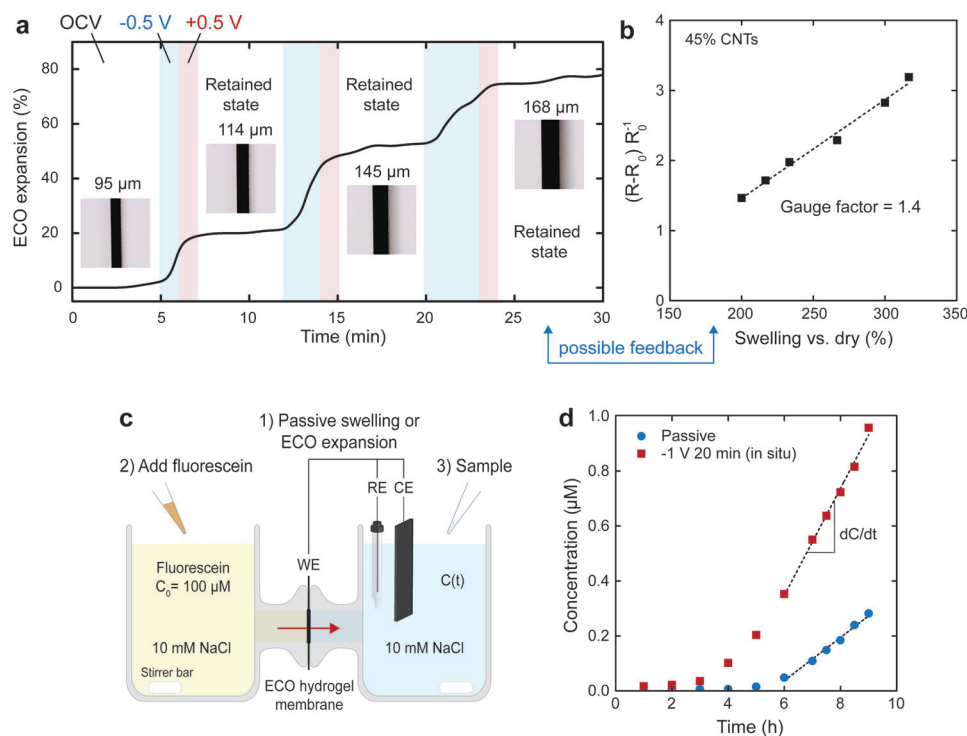 a
OCV
-0.5 V
+0.5 V
ECO expansion (%)
80
60
40
20
0
95 µm
Retained
state
114 µm
Retained
state
145 µm
168 µm
Retained
state
0
5
10
15
20
25
30
Time (min)
possible feedback
b
45% CNTs
(R-R₀) R₀⁻¹
4
3
2
1
0
Gauge factor = 1.4
150
200
250
300
350
Swelling vs. dry (%)
c
1) Passive swelling or
ECO expansion
2) Add fluorescein
3) Sample
RE
CE
WE
Fluorescein
C₀= 100 µM
C(t)
10 mM NaCl
10 mM NaCl
Stirrer bar
ECO hydrogel
membrane
d
Concentration (µM)
1.0
0.8
0.6
0.4
0.2
0.0
Passive
-1 V 20 min (in situ)
dC/dt
0
2
4
6
8
10
Time (h)